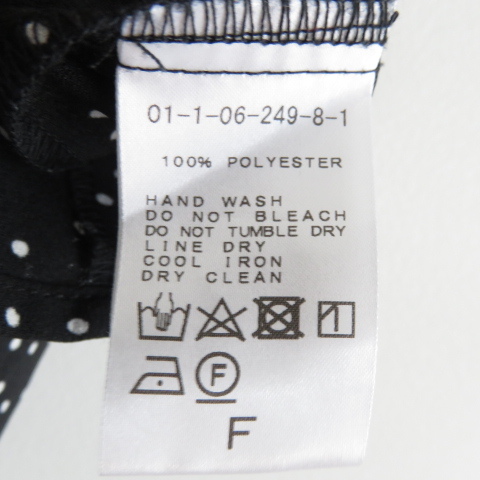 01-1-06-249-8-1
100% POLYESTER
HAND WASH
DO NOT BLEACH
DO NOT TUMBLE DRY
LINE DRY
COOL IRON
DRY CLEAN
F
F